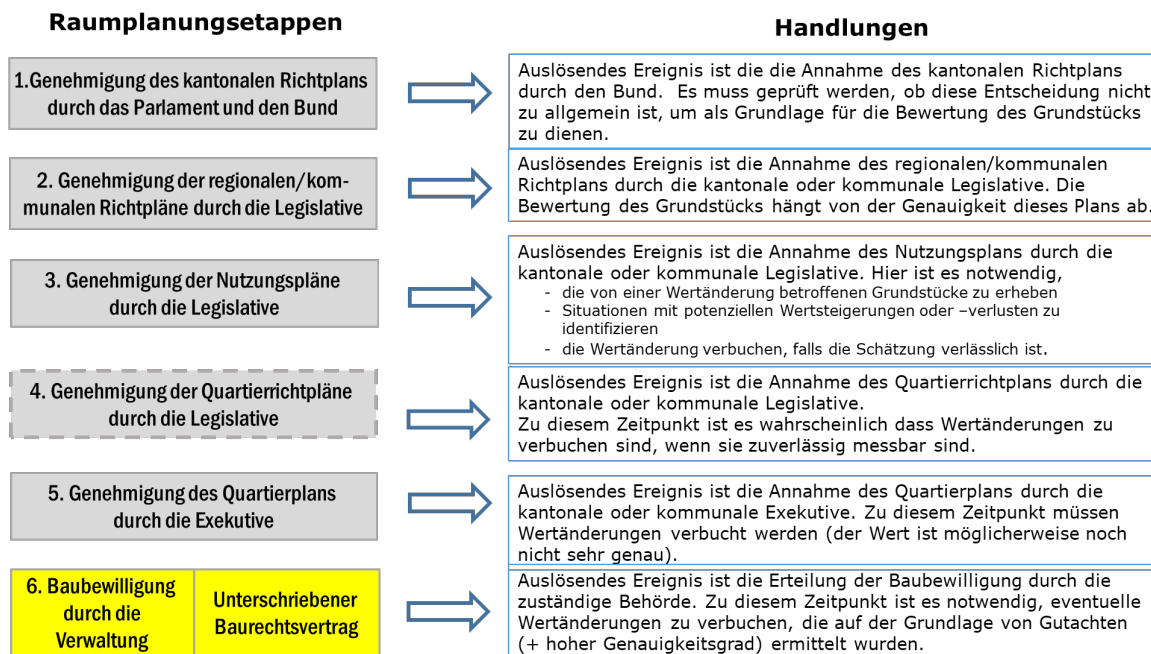 Raumplanungsetappen
Handlungen
1.Genehmigung des kantonalen Richtplans
durch das Parlament und den Bund
Auslösendes Ereignis ist die die Annahme des kantonalen Richtplans
durch den Bund. Es muss geprüft werden, ob diese Entscheidung nicht
zu allgemein ist, um als Grundlage für die Bewertung des Grundstücks
zu dienen.
2. Genehmigung der regionalen/kom-
munalen Richtpläne durch die Legislative
Auslösendes Ereignis ist die Annahme des regionalen/kommunalen
Richtplans durch die kantonale oder kommunale Legislative. Die
Bewertung des Grundstücks hängt von der Genauigkeit dieses Plans ab.
3. Genehmigung der Nutzungspläne
durch die Legislative
Auslösendes Ereignis ist die Annahme des Nutzungsplans durch die
kantonale oder kommunale Legislative. Hier ist es notwendig,
- die von einer Wertänderung betroffenen Grundstücke zu erheben
- Situationen mit potenziellen Wertsteigerungen oder –verlusten zu
identifizieren
- die Wertänderung verbuchen, falls die Schätzung verlässlich ist.
4. Genehmigung der Quartierrichtpläne
durch die Legislative
Auslösendes Ereignis ist die Annahme des Quartierrichtplans durch die
kantonale oder kommunale Legislative.
Zu diesem Zeitpunkt ist es wahrscheinlich dass Wertänderungen zu
verbuchen sind, wenn sie zuverlässig messbar sind.
5. Genehmigung des Quartierplans
durch die Exekutive
Auslösendes Ereignis ist die Annahme des Quartierplans durch die
kantonale oder kommunale Exekutive. Zu diesem Zeitpunkt müssen
Wertänderungen verbucht werden (der Wert ist möglicherweise noch
nicht sehr genau).
6. Baubewilligung
durch die
Verwaltung
Unterschriebener
Baurechtsvertrag
Auslösendes Ereignis ist die Erteilung der Baubewilligung durch die
zuständige Behörde. Zu diesem Zeitpunkt ist es notwendig, eventuelle
Wertänderungen zu verbuchen, die auf der Grundlage von Gutachten
(+ hoher Genauigkeitsgrad) ermittelt wurden.